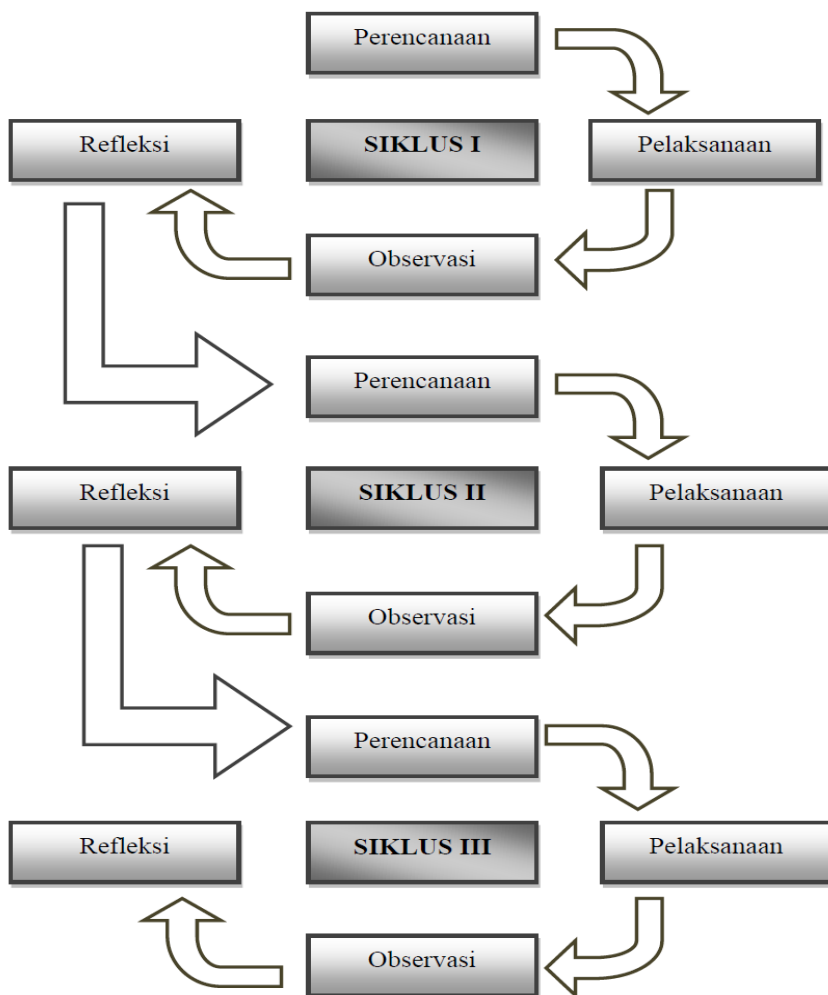 Perencanaan
Refleksi
SIKLUS I
Pelaksanaan
Observasi
Perencanaan
Refleksi
SIKLUS II
Pelaksanaan
Observasi
Perencanaan
Refleksi
SIKLUS III
Pelaksanaan
Observasi